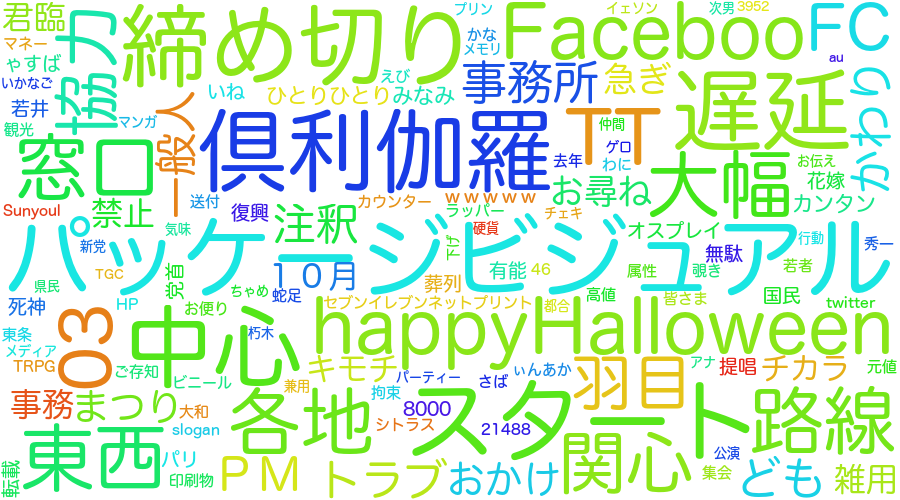 君臨
協力
締め切り
Faceboo
FC
プリン
イェソン
次男
3952
マネー
ゃすば
いかなご
かな
メモリ
事務所
急ぎ
遅延
au
かわり
えび
いね
ひとりひとり
みなみ
若井
観光
マンガ
一般人
倶利伽羅
TT
仲間
ゲロ
わに
去年
大幅
お伝え
花嫁
カンタン
窓口
禁止
送付
復興
注釈
カウンター
wwwww
お尋ね
ラッパー
チェキ
硬貨
オスプレイ
無駄
行動
秀一
Sunyoul
パッケージビジュアル
新党
気味
TGC
党首
10月
蛇足
下げ
有能
46
属性
覗き
若者
県民
死神
HP
お便り
ちゃめ
葬列
セブンイレブンネットプリント
都合
高値
皆さま
国民
twitter
03
中心
朽木
happyHalloween
東条
メディア
TRPG
ご存知
ビニール
兼用
キモチ
パーティー
さば
ぃんあか
羽目
アナ
提唱
チカラ
元値
事務
まつり
大和
slogan
各地
拘束
8000
シトラス
スタート
21488
路線
転載
東西
パリ
印刷物
PM
トラブ
おかけ
関心
公演
集会
ども
雑用